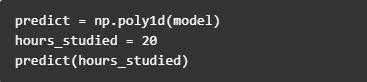 predict = np.poly1d(model)
hours_studied = 20
predict(hours_studied)